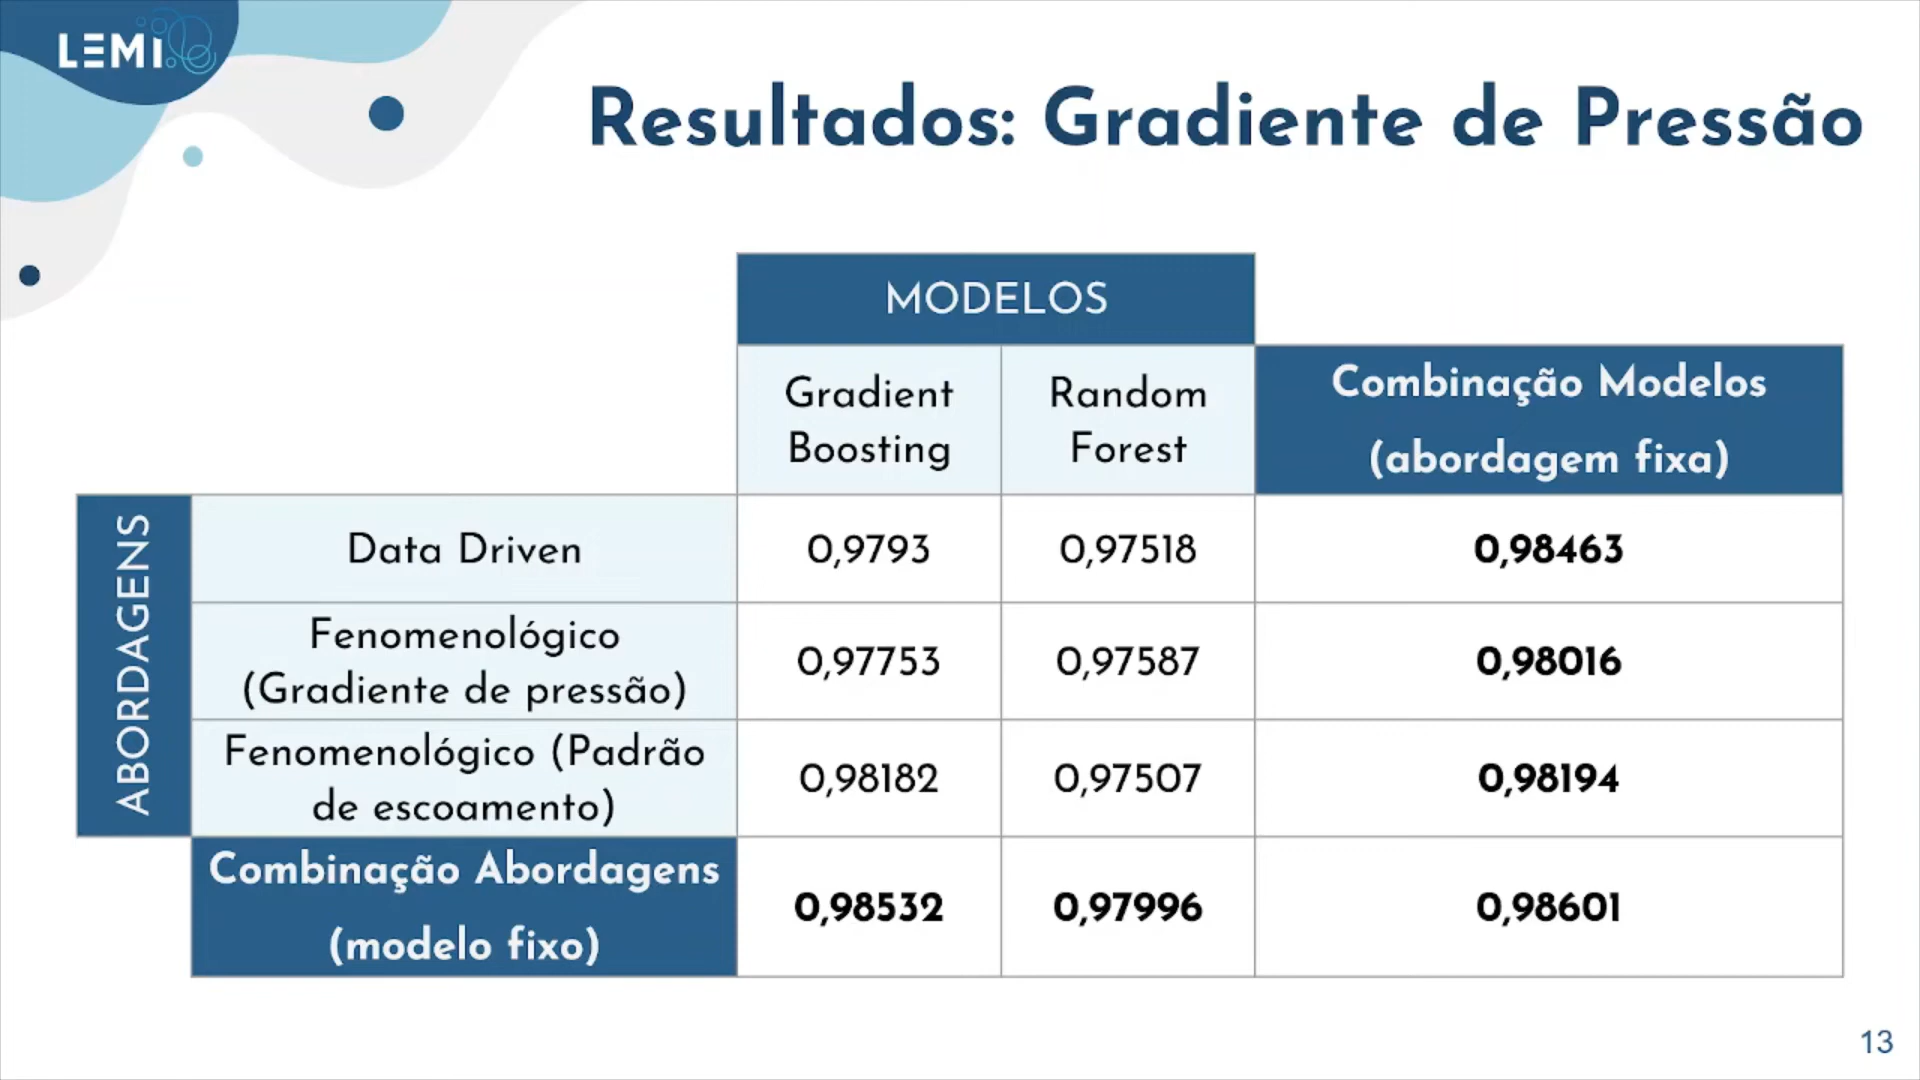 LEMI
Resultados: Gradiente de Pressão
MODELOS
Gradient
Boosting
Random
Forest
Combinação Modelos
(abordagem fixa)
ABORDAGENS
Data Driven
0,9793
0,97518
0,98463
Fenomenológico
(Gradiente de pressão)
0,97753
0,97587
0,98016
Fenomenológico (Padrão
de escoamento)
0,98182
0,97507
0,98194
Combinação Abordagens
(modelo fixo)
0,98532
0,97996
0,98601
13